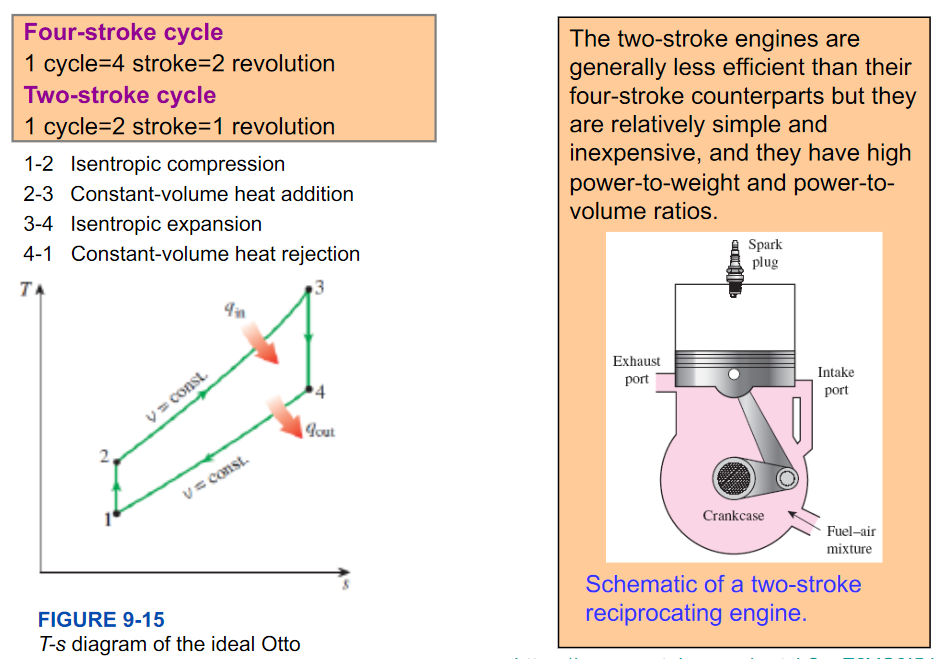 Four-stroke cycle
1 cycle=4 stroke=2 revolution
Two-stroke cycle
1 cycle=2 stroke=1 revolution
1-2 Isentropic compression
2-3 Constant-volume heat addition
3-4 Isentropic expansion
4-1 Constant-volume heat rejection
T
3
qin
v = const.
4
2
qout
v = const.
1
s
FIGURE 9-15
T-s diagram of the ideal Otto
The two-stroke engines are
generally less efficient than their
four-stroke counterparts but they
are relatively simple and
inexpensive, and they have high
power-to-weight and power-to-
volume ratios.
Spark
plug
Exhaust
port
Intake
port
Crankcase
Fuel–air
mixture
Schematic of a two-stroke
reciprocating engine.